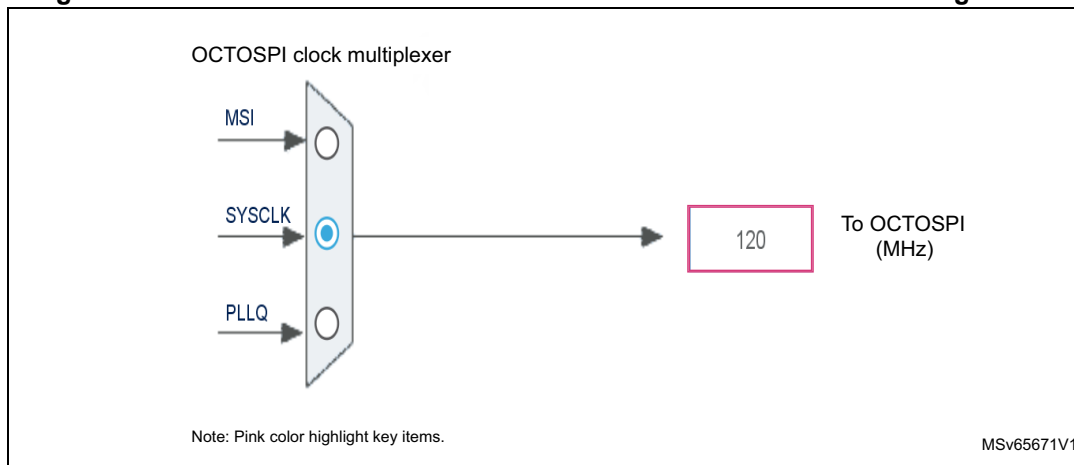 OCTOSPI clock multiplexer
MSI
SYSCLK
PLLQ
120
To OCTOSPI
(MHz)
Note: Pink color highlight key items.
MSv65671V1